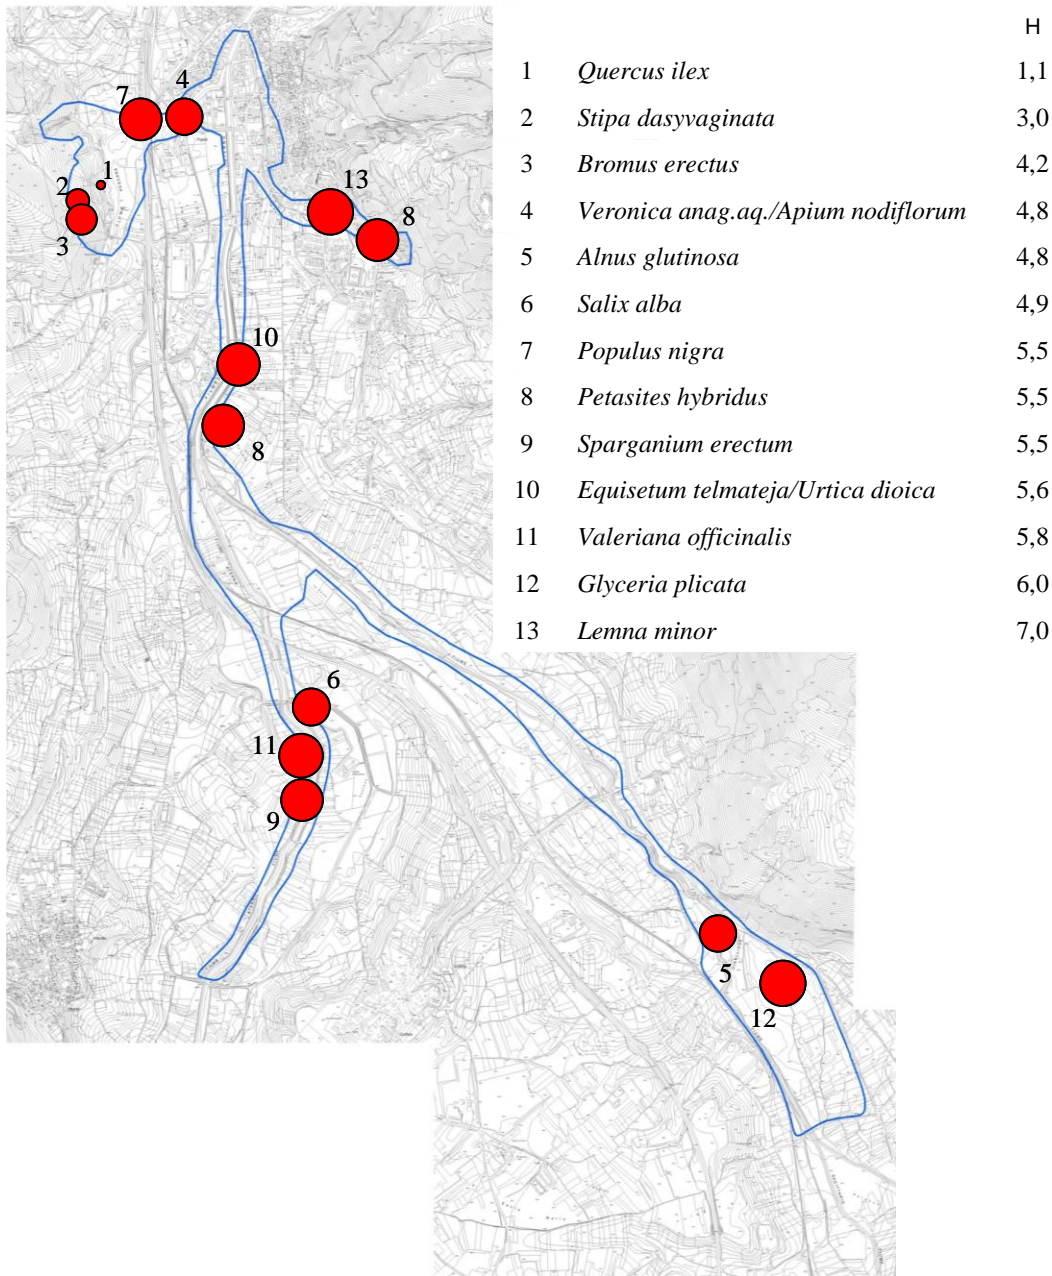 H
1 Quercus ilex 1,1
2 Stipa dasyvaginata 3,0
3 Bromus erectus 4,2
4 Veronica anag.aq./Apium nodiflorum 4,8
5 Alnus glutinosa 4,8
6 Salix alba 4,9
7 Populus nigra 5,5
8 Petasites hybridus 5,5
9 Sparganium erectum 5,5
10 Equisetum telmateja/Urtica dioica 5,6
11 Valeriana officinalis 5,8
12 Glyceria plicata 6,0
13 Lemna minor 7,0
7
4
1
2
3
13
8
10
8
6
11
9
5
12